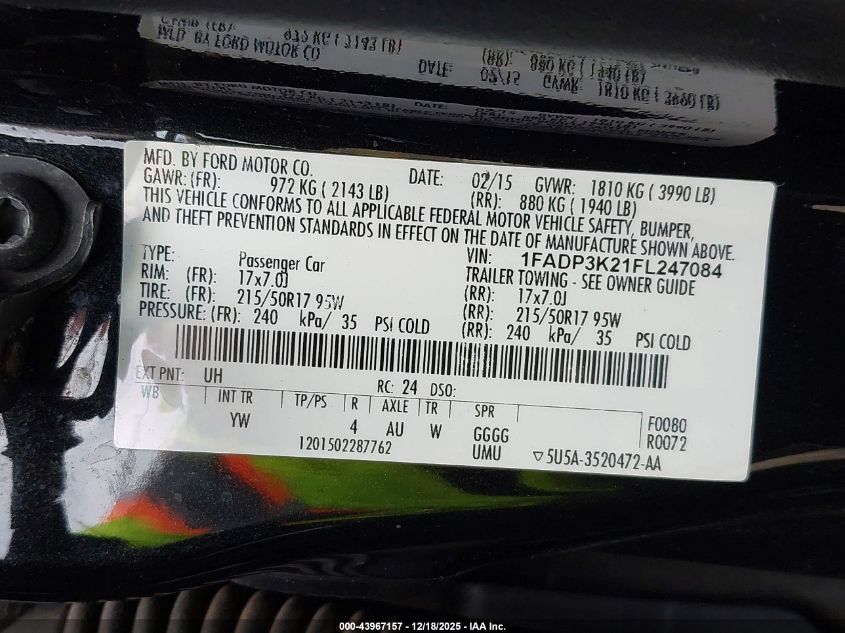 MFD. BY FORD MOTOR CO. DATE: 02/15 GVWR: 1810 KG ( 3990 LB)
GAWR: (FR): 972 KG ( 2143 LB) (RR): 880 KG ( 1940 LB)
THIS VEHICLE CONFORMS TO ALL APPLICABLE FEDERAL MOTOR VEHICLE SAFETY, BUMPER,
AND THEFT PREVENTION STANDARDS IN EFFECT ON THE DATE OF MANUFACTURE SHOWN ABOVE.
VIN: 1FADP3K21FL247084
TYPE: Passenger Car TRAILER TOWING - SEE OWNER GUIDE
RIM: (FR): 17x7.0J (RR): 17x7.0J
TIRE: (FR): 215/50R17 95W (RR): 215/50R17 95W
PRESSURE: (FR): 240 kPa/ 35 PSI COLD (RR): 240 kPa/ 35 PSI COLD
EXT PNT: UH RC: 24 DSO:
WB INT TR TP/PS R AXLE TR SPR F0080
YW 4 AU W GGGG R0072
1201502287762 UMU ▽5U5A-3520472-AA
000-43967157 - 12/18/2025 - IAA Inc.